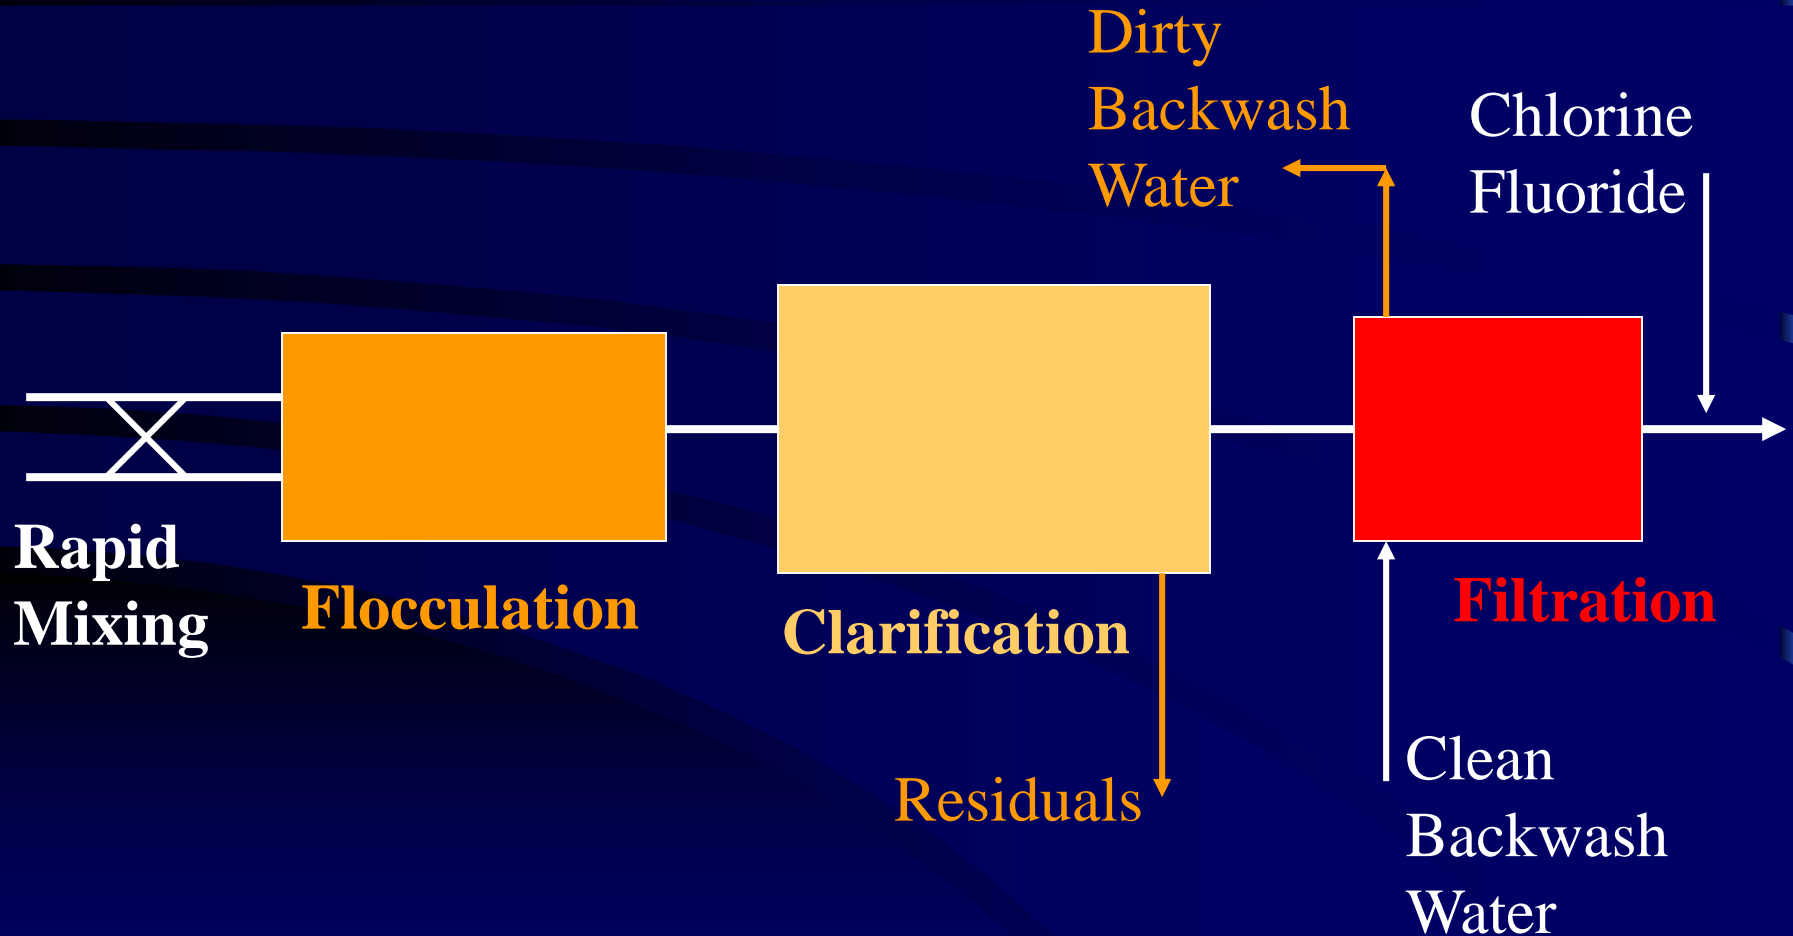 Dirty
Backwash
Water
Chlorine
Fluoride
Rapid
Mixing
Flocculation
Clarification
Filtration
Residuals
Clean
Backwash
Water